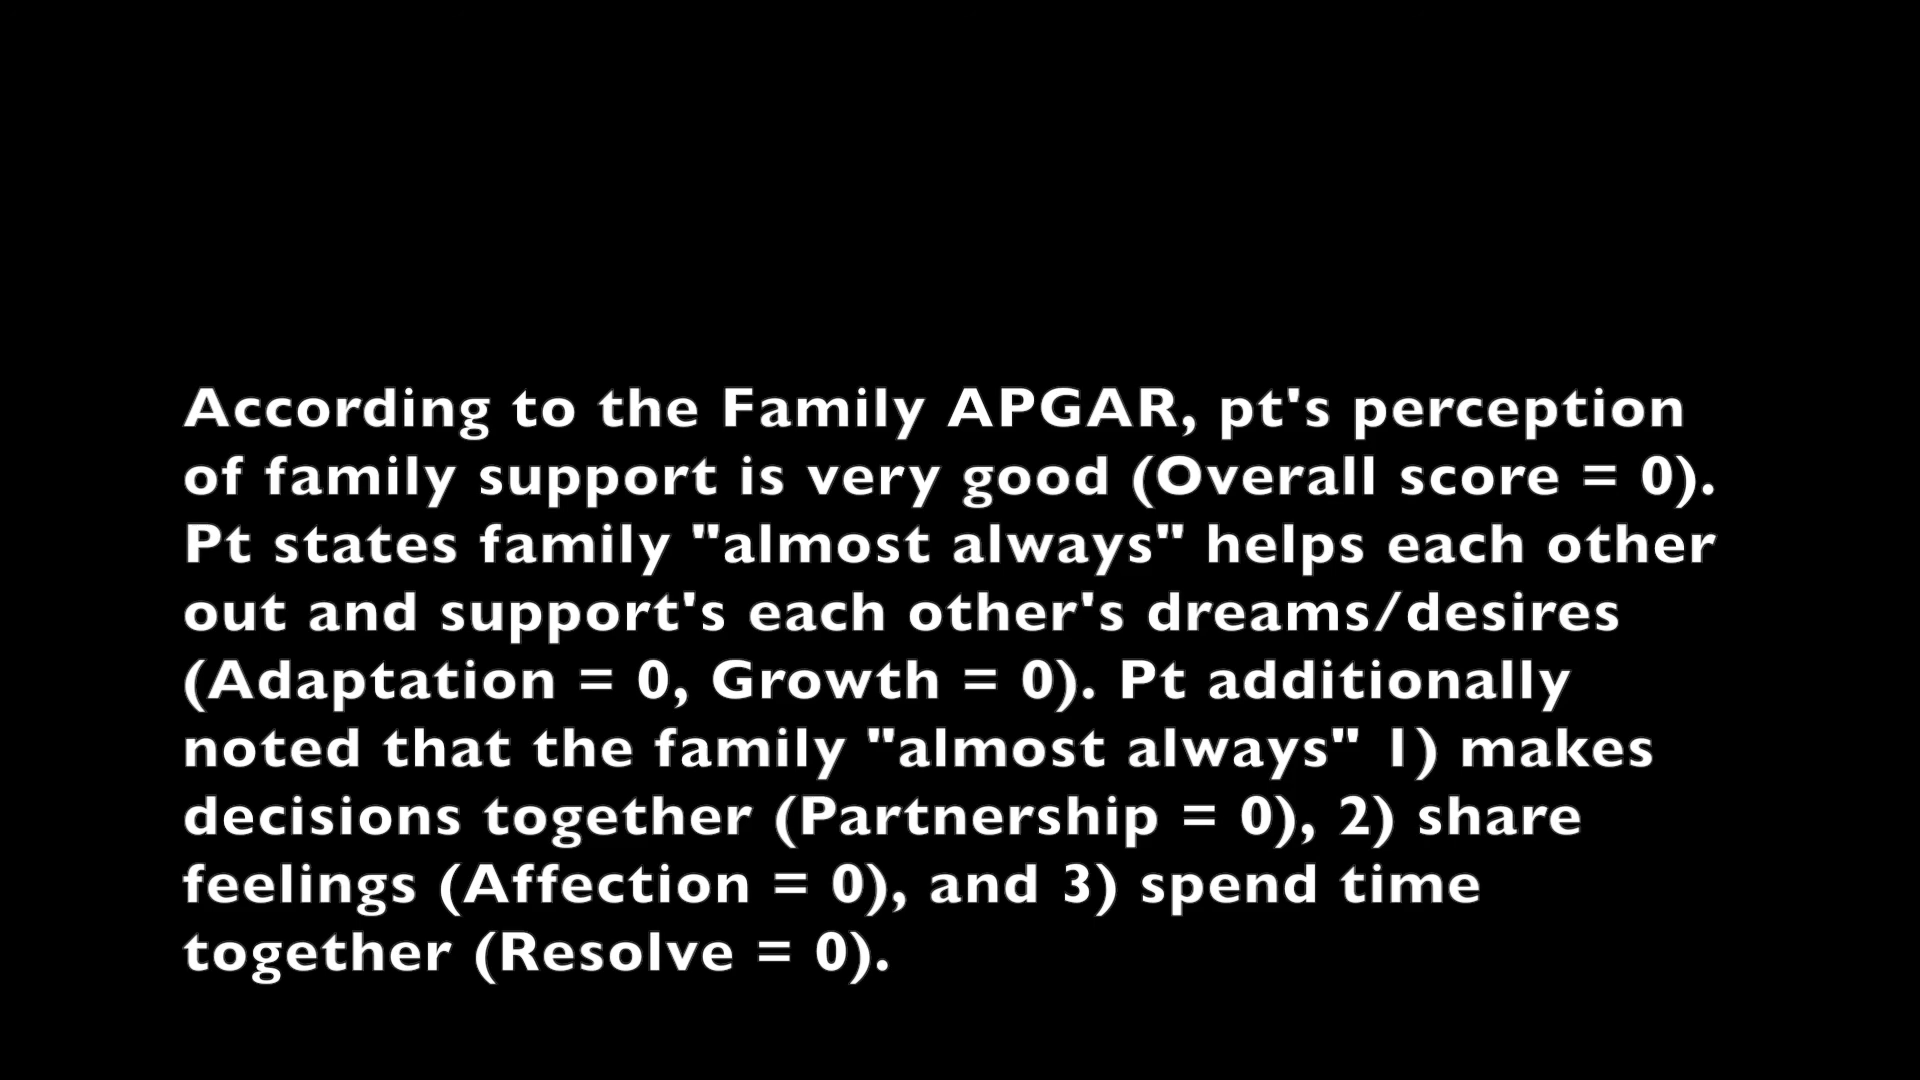 According to the Family APGAR, pt's perception
of family support is very good (Overall score = 0).
Pt states family "almost always" helps each other
out and support's each other's dreams/desires
(Adaptation = 0, Growth = 0). Pt additionally
noted that the family "almost always" 1) makes
decisions together (Partnership = 0), 2) share
feelings (Affection = 0), and 3) spend time
together (Resolve = 0).